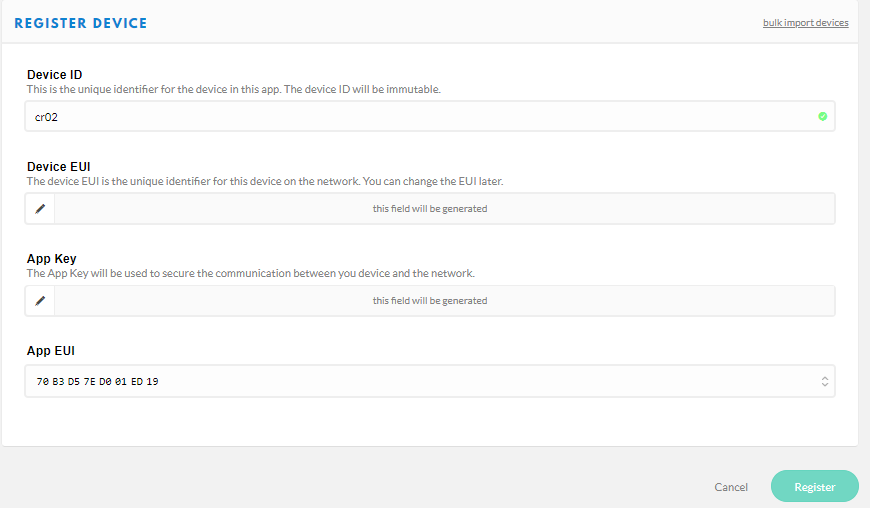 REGISTER DEVICE
bulk import devices
Device ID
This is the unique identifier for the device in this app. The device ID will be immutable.
cr02
Device EUI
The device EUI is the unique identifier for this device on the network. You can change the EUI later.
this field will be generated
App Key
The App Key will be used to secure the communication between you device and the network.
this field will be generated
App EUI
70 B3 D5 7E D0 01 ED 19
Cancel
Register